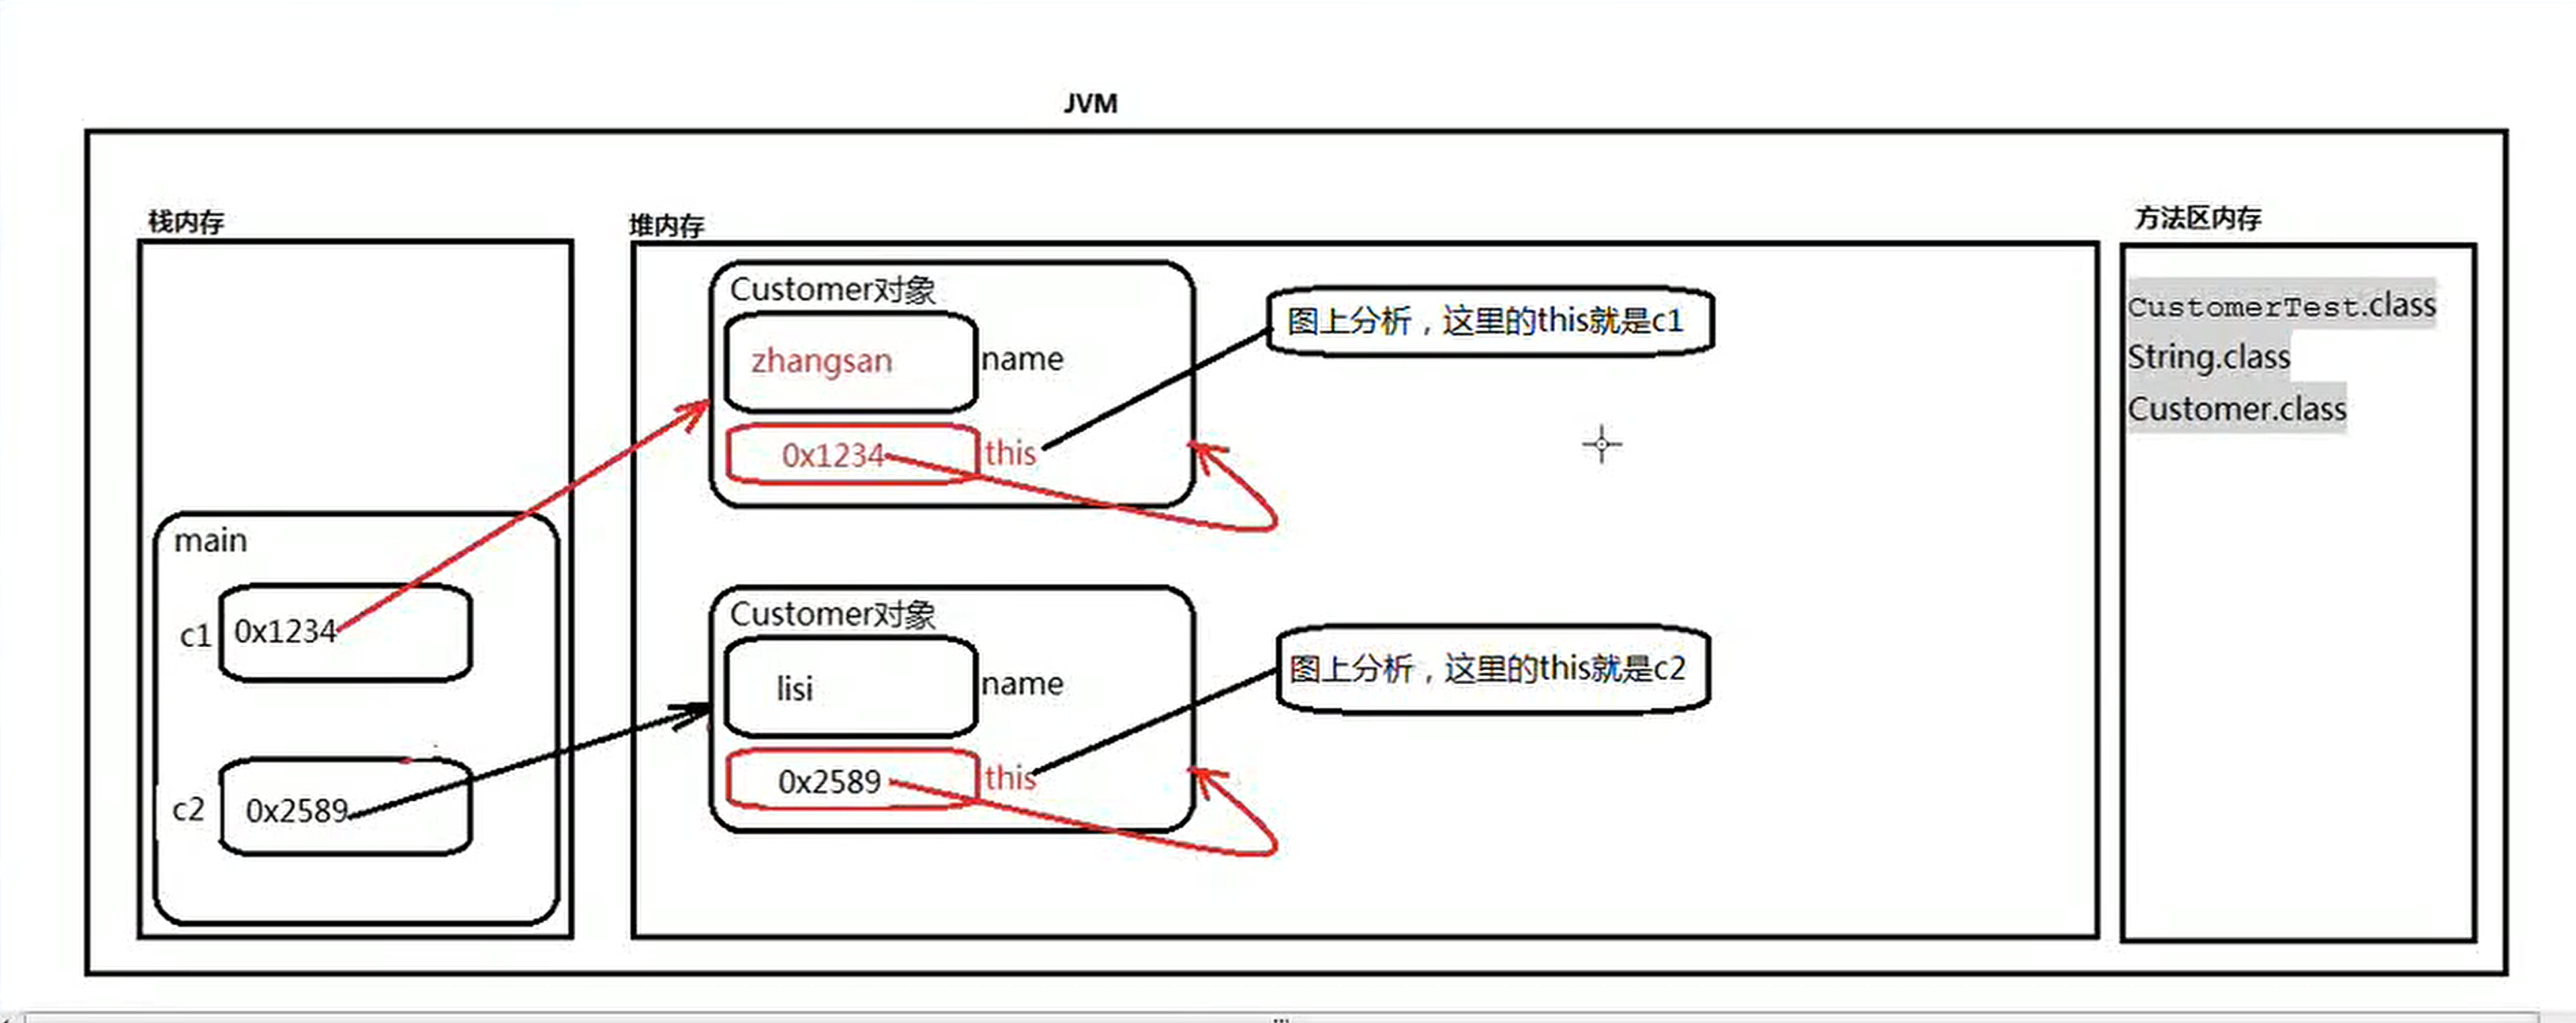 JVM
栈内存
main
c1
0x1234
c2
0x2589
堆内存
Customer对象
zhangsan
name
0x1234
this
图上分析，这里的this就是c1
Customer对象
lisi
name
0x2589
this
图上分析，这里的this就是c2
方法区内存
CustomerTest.class
String.class
Customer.class